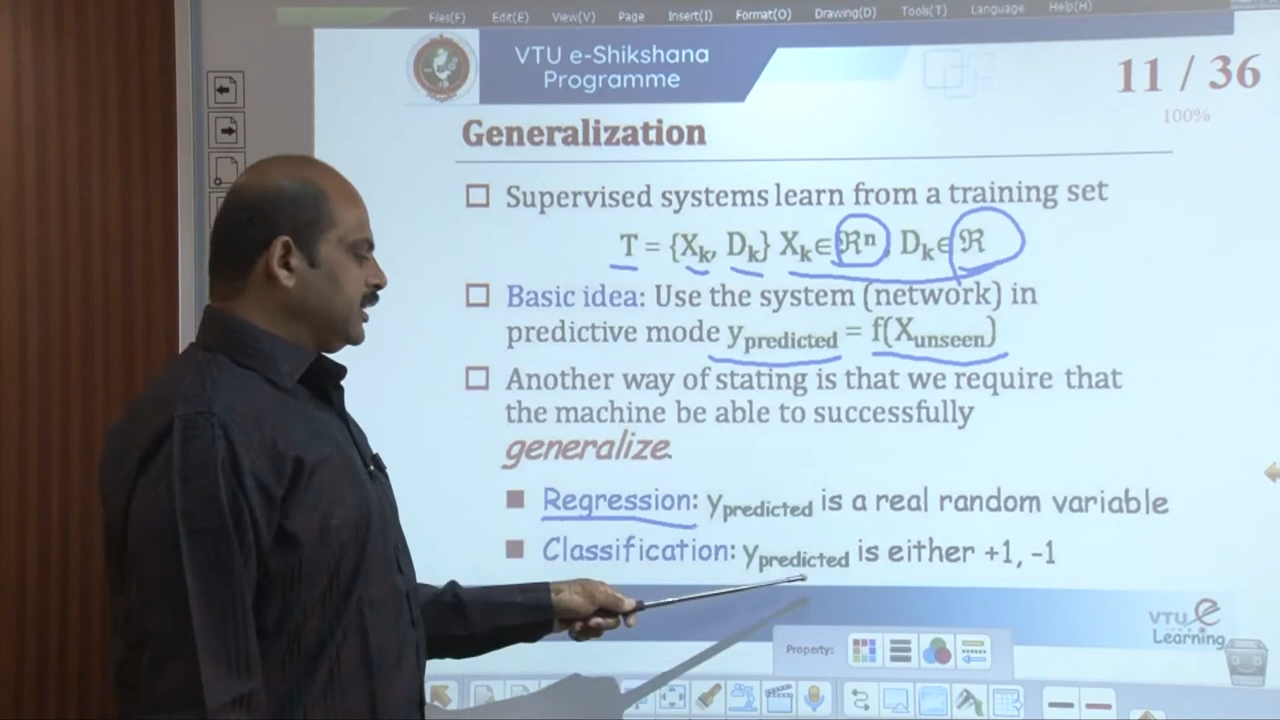 Files(F) Edit(E) View(V) Page Insert(I) Format(O) Drawing(D) Tools(T) Language Help(H)
VTU e-Shikshana
Programme
11 / 36
100%
Generalization
Supervised systems learn from a training set
T = {Xk, Dk} Xk∈ℜn, Dk∈ℜ
Basic idea: Use the system (network) in
predictive mode ypredicted = f(Xunseen)
Another way of stating is that we require that
the machine be able to successfully
generalize.
Regression: ypredicted is a real random variable
Classification: ypredicted is either +1, -1
VTU e
Learning
Property: